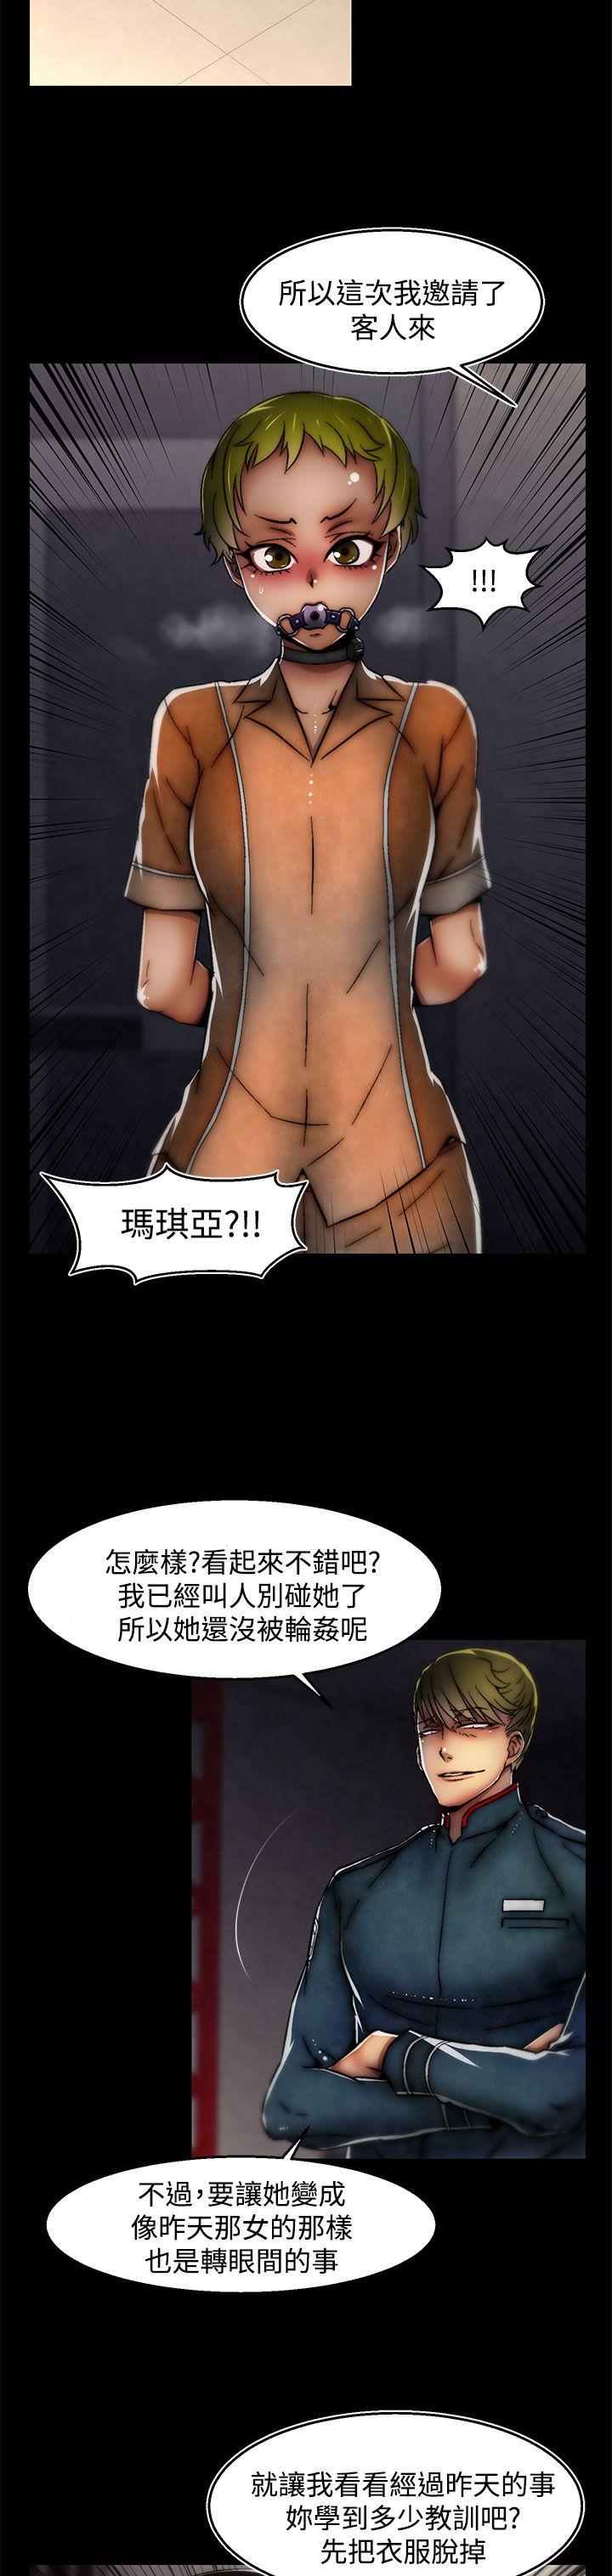 所以這次我邀請了
客人來
!!!
瑪琪亞?!!
怎麼樣?看起來不錯吧?
我已經叫人別碰她了
所以她還沒被輪姦呢
不過,要讓她變成
像昨天那女的那樣
也是轉眼間的事
就讓我看看經過昨天的事
妳學到多少教訓吧?
先把衣服脫掉